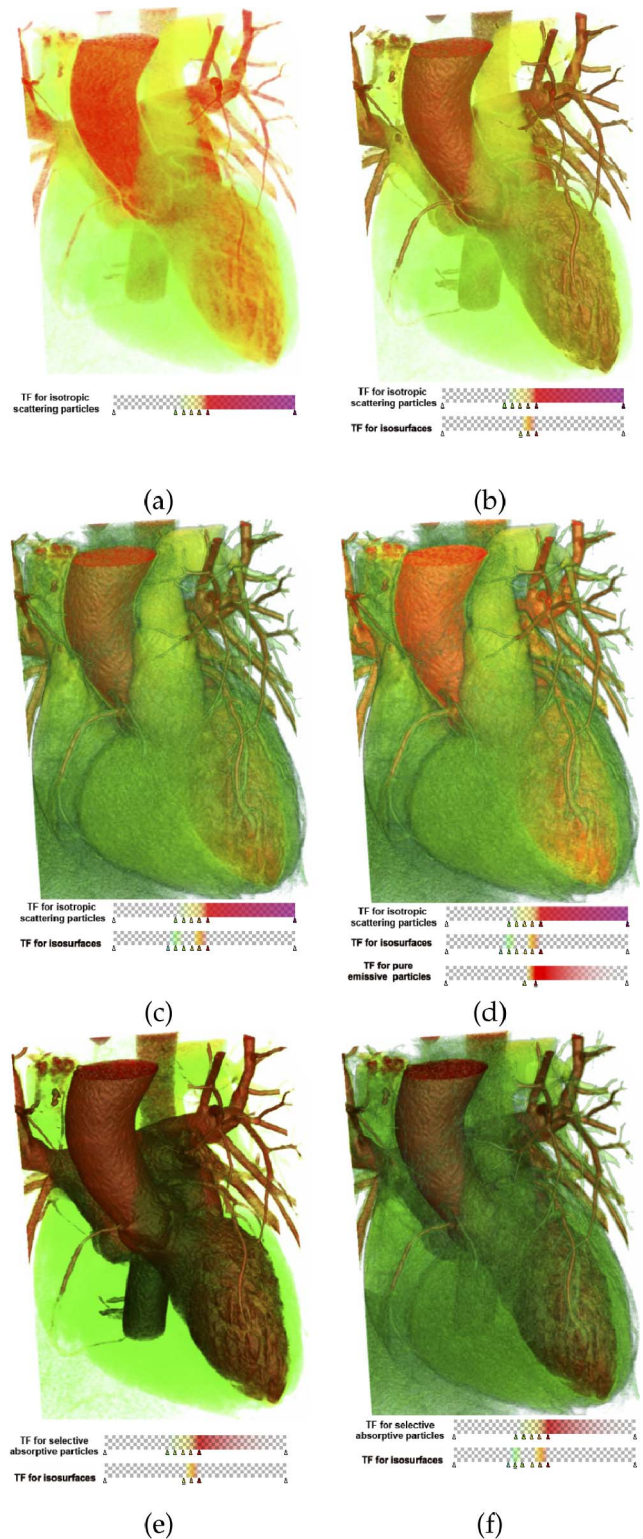 TF for isotropic
scattering particles
(a)
TF for isotropic
scattering particles
TF for isosurfaces
(b)
TF for isotropic
scattering particles
TF for isosurfaces
(c)
TF for isotropic
scattering particles
TF for isosurfaces
TF for pure
emissive particles
(d)
TF for selective
absorptive particles
TF for isosurfaces
(e)
TF for selective
absorptive particles
TF for isosurfaces
(f)